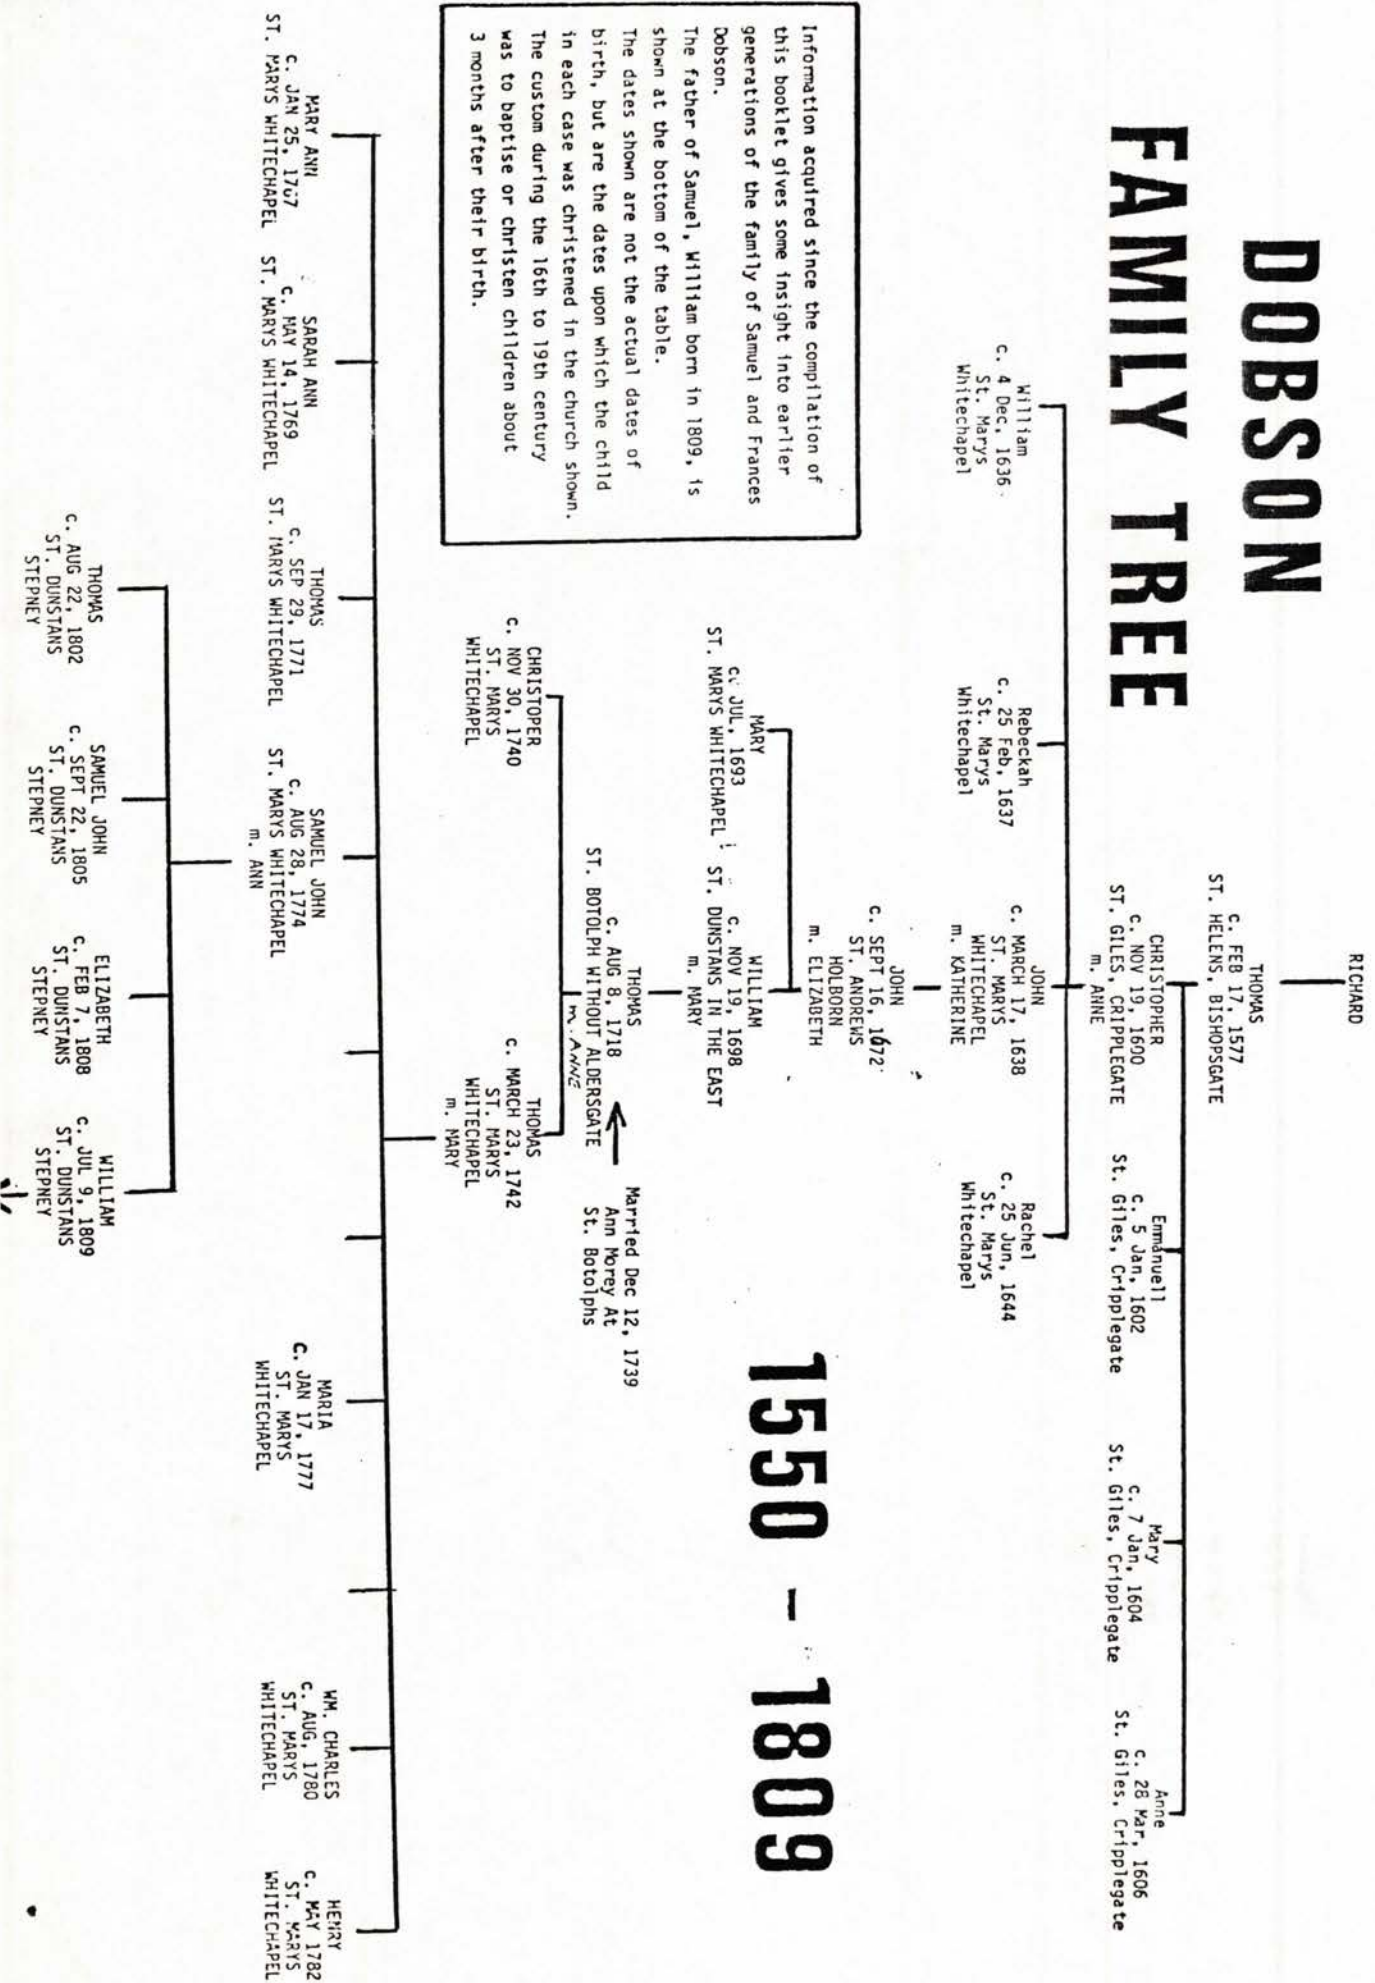 DOBSON
FAMILY TREE
1550 - 1809
RICHARD
THOMAS
c. FEB 17, 1577
ST. HELENS, BISHOPSGATE
CHRISTOPHER
c. NOV 19, 1600
ST. GILES, CRIPPLEGATE
m. ANNE
Emmanuell
c. 5 Jan, 1602
St. Giles, Cripplegate
Mary
c. 7 Jan, 1604
St. Giles, Cripplegate
Anne
c. 28 Mar, 1606
St. Giles, Cripplegate
William
c. 4 Dec, 1636
St. Marys
Whitechapel
Rebeckah
c. 25 Feb, 1637
St. Marys
Whitechapel
JOHN
c. MARCH 17, 1638
ST. MARYS
WHITECHAPEL
m. KATHERINE
Rachel
c. 25 Jun, 1644
St. Marys
Whitechapel
JOHN
c. SEPT 16, 1672
ST. ANDREWS
HOLBORN
m. ELIZABETH
MARY
c. JUL, 1693
ST. MARYS WHITECHAPEL
WILLIAM
c. NOV 19, 1698
ST. DUNSTANS IN THE EAST
m. MARY
THOMAS
c. AUG 8, 1718
ST. BOTOLPH WITHOUT ALDERSGATE
m. ANNE
Married Dec 12, 1739
Ann Morey At
St. Botolphs
Information acquired since the compilation of
this booklet gives some insight into earlier
generations of the family of Samuel and Frances
Dobson.
The father of Samuel, William born in 1809, is
shown at the bottom of the table.
The dates shown are not the actual dates of
birth, but are the dates upon which the child
in each case was christened in the church shown.
The custom during the 16th to 19th century
was to baptise or christen children about
3 months after their birth.
CHRISTOPER
c. NOV 30, 1740
ST. MARYS
WHITECHAPEL
THOMAS
c. MARCH 23, 1742
ST. MARYS
WHITECHAPEL
m. MARY
MARY ANN
c. JAN 25, 1767
ST. MARYS WHITECHAPEL
SARAH ANN
c. MAY 14, 1769
ST. MARYS WHITECHAPEL
THOMAS
c. SEP 29, 1771
ST. MARYS WHITECHAPEL
SAMUEL JOHN
c. AUG 28, 1774
ST. MARYS WHITECHAPEL
m. ANN
MARIA
c. JAN 17, 1777
ST. MARYS
WHITECHAPEL
WM. CHARLES
c. AUG, 1780
ST. MARYS
WHITECHAPEL
HENRY
c. MAY 1782
ST. MARYS
WHITECHAPEL
THOMAS
c. AUG 22, 1802
ST. DUNSTANS
STEPNEY
SAMUEL JOHN
c. SEPT 22, 1805
ST. DUNSTANS
STEPNEY
ELIZABETH
c. FEB 7, 1808
ST. DUNSTANS
STEPNEY
WILLIAM
c. JUL 9, 1809
ST. DUNSTANS
STEPNEY